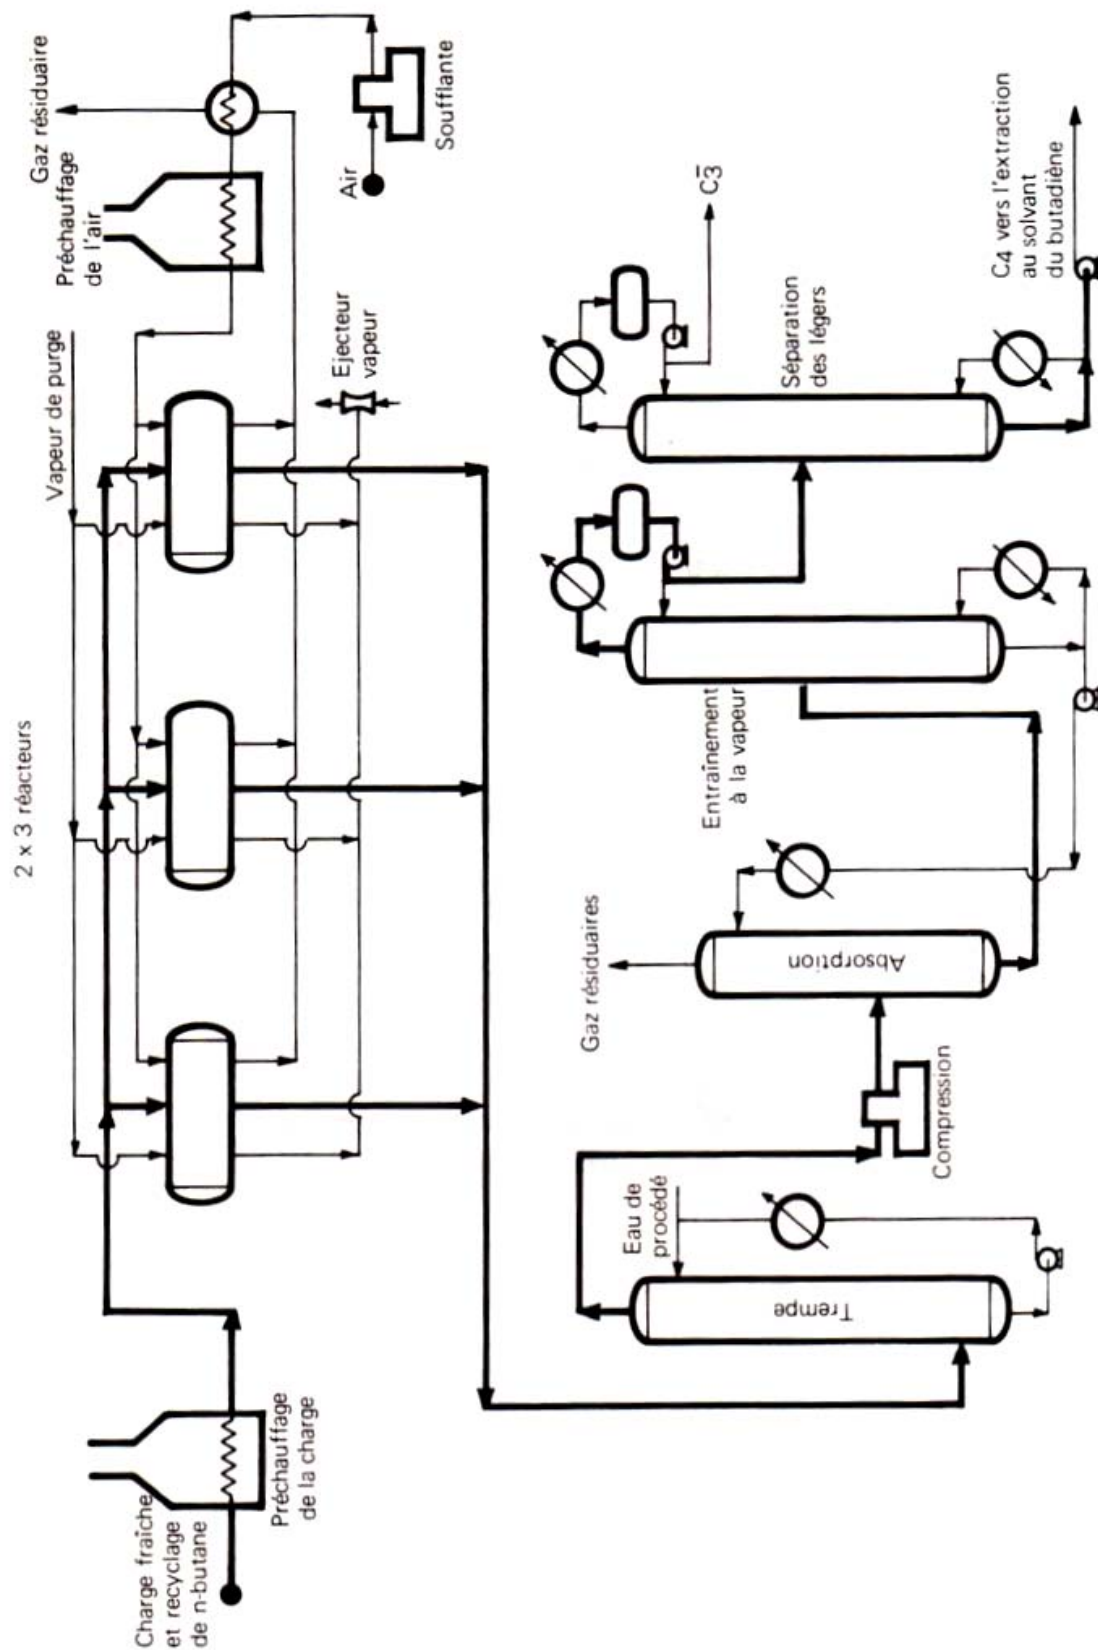 Charge fraîche
et recyclage
de n-butane
Préchauffage
de la charge
2 x 3 réacteurs
Vapeur de purge
Préchauffage
de l'air
Gaz résiduaire
Air
Soufflante
Ejecteur
vapeur
Trempe
Eau de
procédé
Compression
Gaz résiduaires
Absorption
Entraînement
à la vapeur
Séparation
des légers
C3̅
C4 vers l'extraction
au solvant
du butadiène